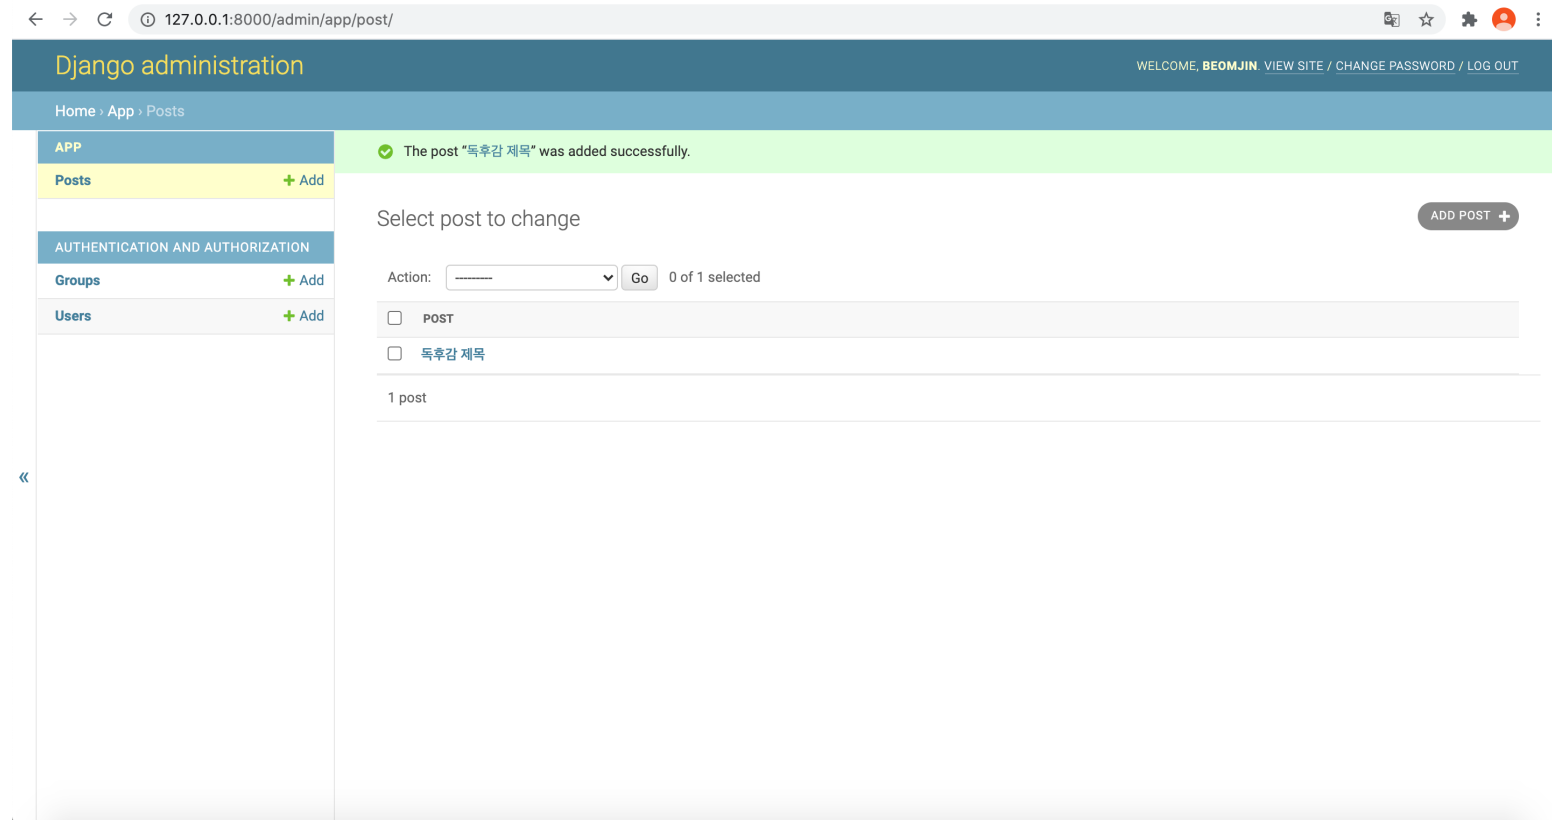 127.0.0.1:8000/admin/app/post/
Django administration
WELCOME, BEOMJIN. VIEW SITE / CHANGE PASSWORD / LOG OUT
Home › App › Posts
APP
Posts
+ Add
AUTHENTICATION AND AUTHORIZATION
Groups
+ Add
Users
+ Add
«
The post “독후감 제목” was added successfully.
Select post to change
ADD POST +
Action: --------- Go 0 of 1 selected
POST
독후감 제목
1 post